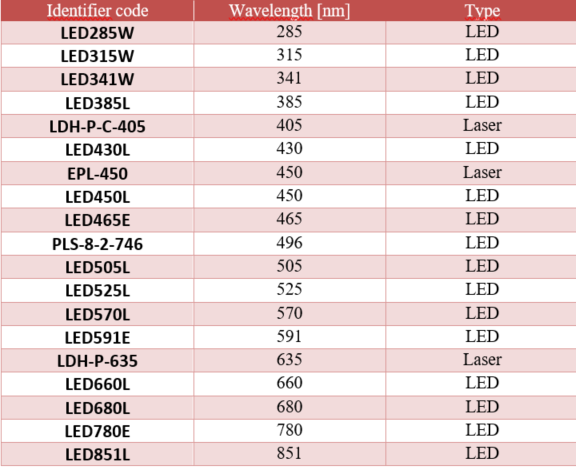 Identifier code Wavelength [nm] Type
LED285W 285 LED
LED315W 315 LED
LED341W 341 LED
LED385L 385 LED
LDH-P-C-405 405 Laser
LED430L 430 LED
EPL-450 450 Laser
LED450L 450 LED
LED465E 465 LED
PLS-8-2-746 496 LED
LED505L 505 LED
LED525L 525 LED
LED570L 570 LED
LED591E 591 LED
LDH-P-635 635 Laser
LED660L 660 LED
LED680L 680 LED
LED780E 780 LED
LED851L 851 LED